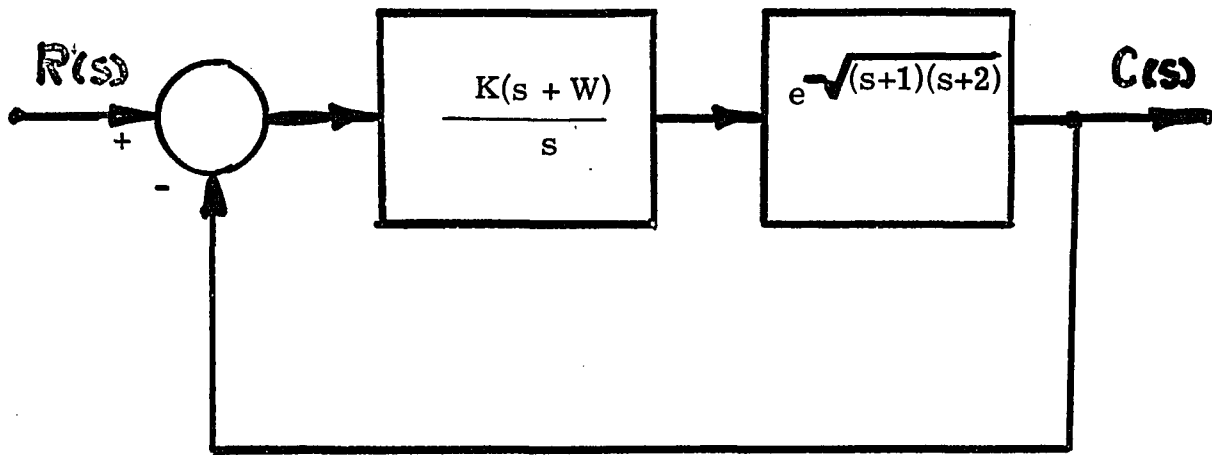 R(s)
+
-
K(s + W)
s
e^-√(s+1)(s+2)
C(s)